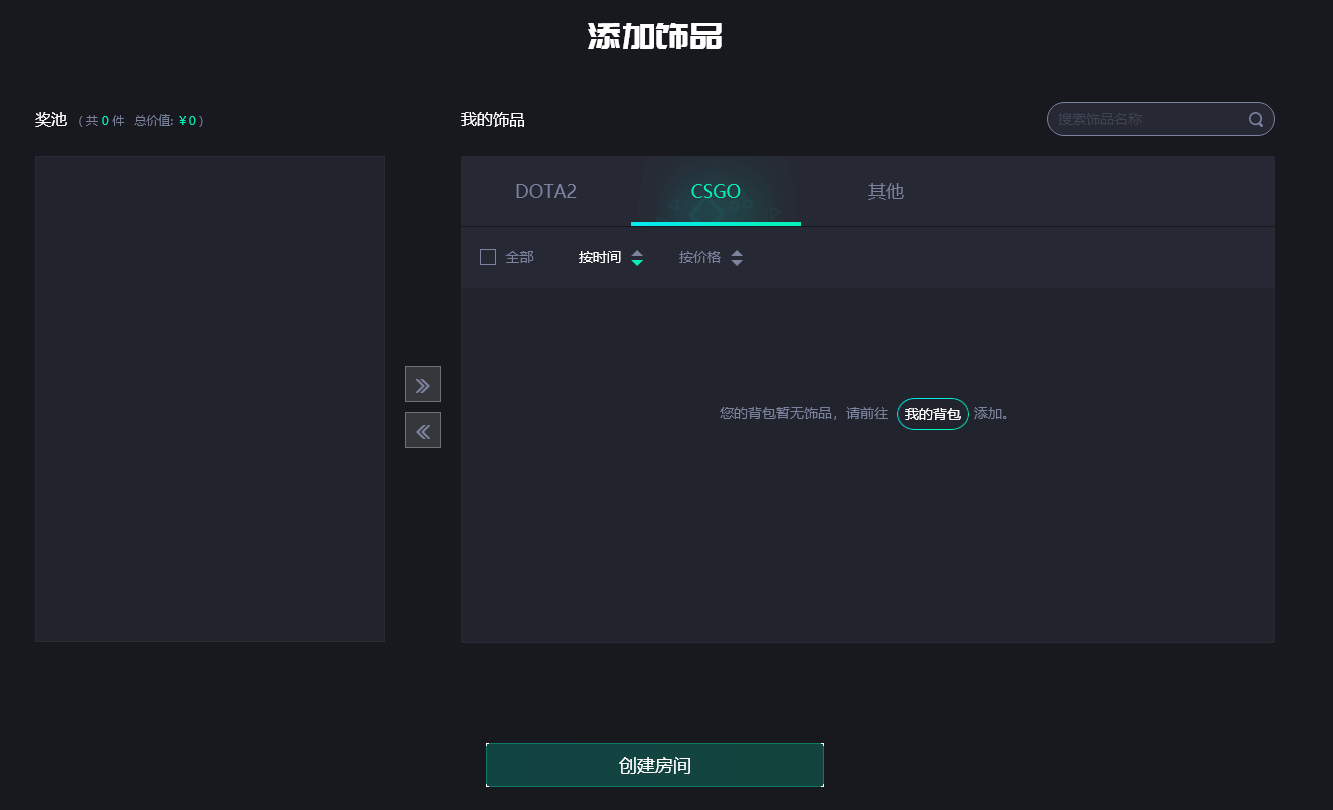 添加饰品
奖池 （共 0 件 总价值: ¥0）
我的饰品
搜索饰品名称
DOTA2 CSGO 其他
全部 按时间 按价格
您的背包暂无饰品，请前往 我的背包 添加。
创建房间